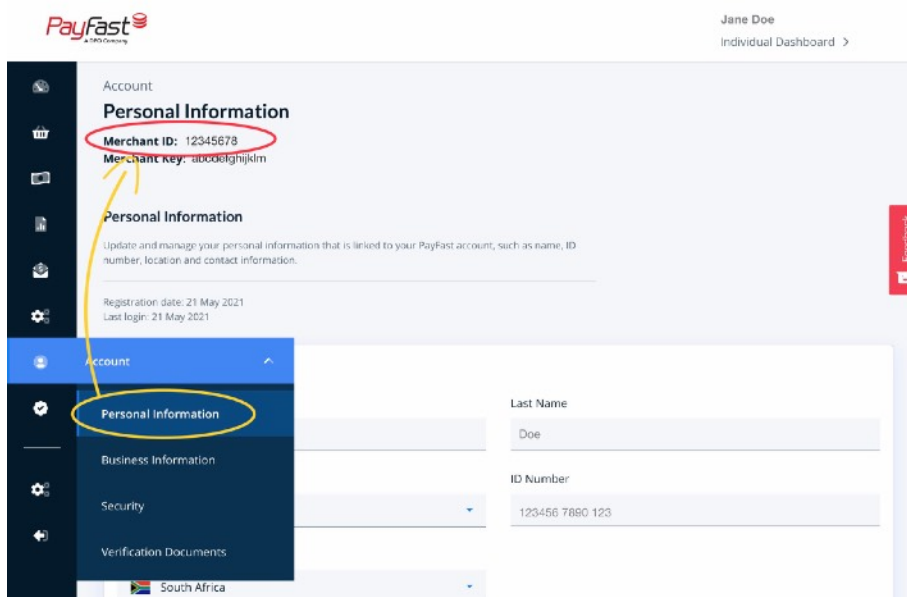 PayFast
A DPO Company
Jane Doe
Individual Dashboard >
Account
Personal Information
Merchant ID: 12345678
Merchant Key: abcdefghijklm
Personal Information
Update and manage your personal information that is linked to your PayFast account, such as name, ID
number, location and contact information.
Registration date: 21 May 2021
Last login: 21 May 2021
Feedback
Account
Personal Information
Business Information
Security
Verification Documents
Last Name
Doe
ID Number
123456 7890 123
South Africa